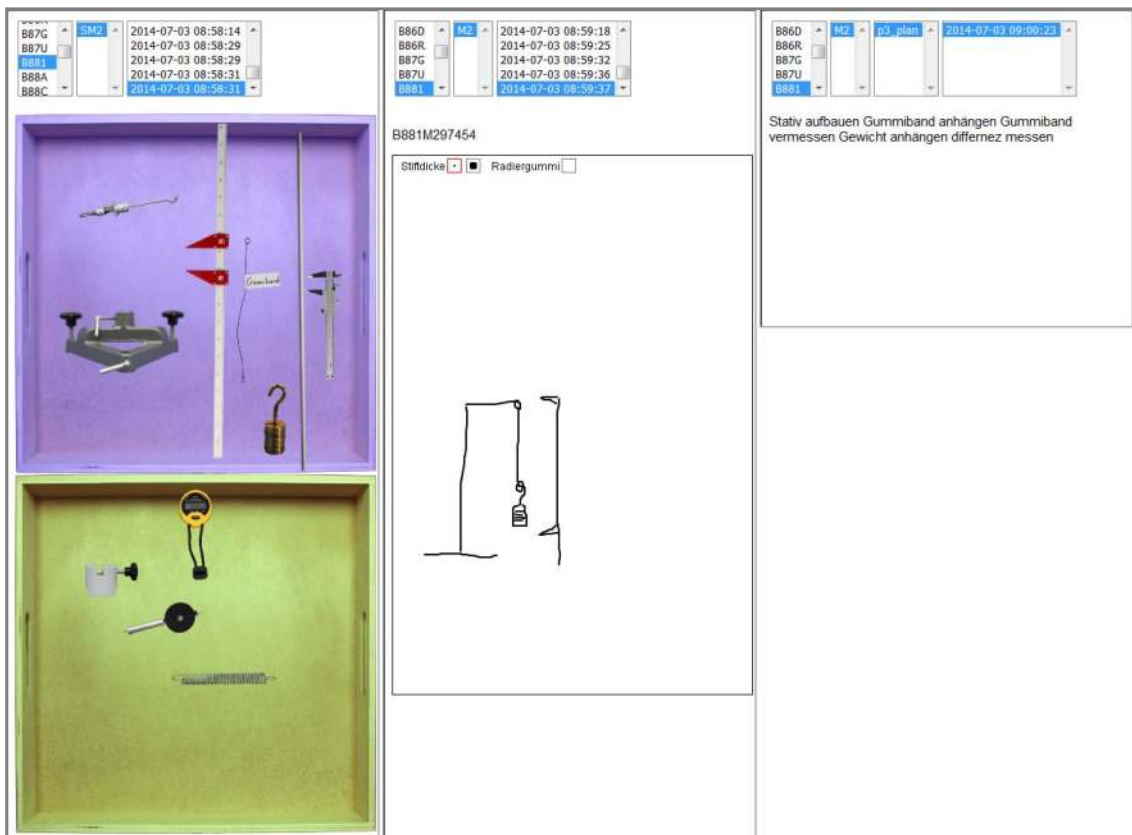 B87G
B87U
B881
B88A
B88C
SM2
2014-07-03 08:58:14
2014-07-03 08:58:29
2014-07-03 08:58:29
2014-07-03 08:58:31
2014-07-03 08:58:31
Gummiband
B86D
B86R
B87G
B87U
B881
M2
2014-07-03 08:59:18
2014-07-03 08:59:25
2014-07-03 08:59:32
2014-07-03 08:59:36
2014-07-03 08:59:37
B881M297454
Stiftdicke Radiergummi
B86D
B86R
B87G
B87U
B881
M2
p3_plan
2014-07-03 09:00:23
Stativ aufbauen Gummiband anhängen Gummiband
vermessen Gewicht anhängen differnez messen